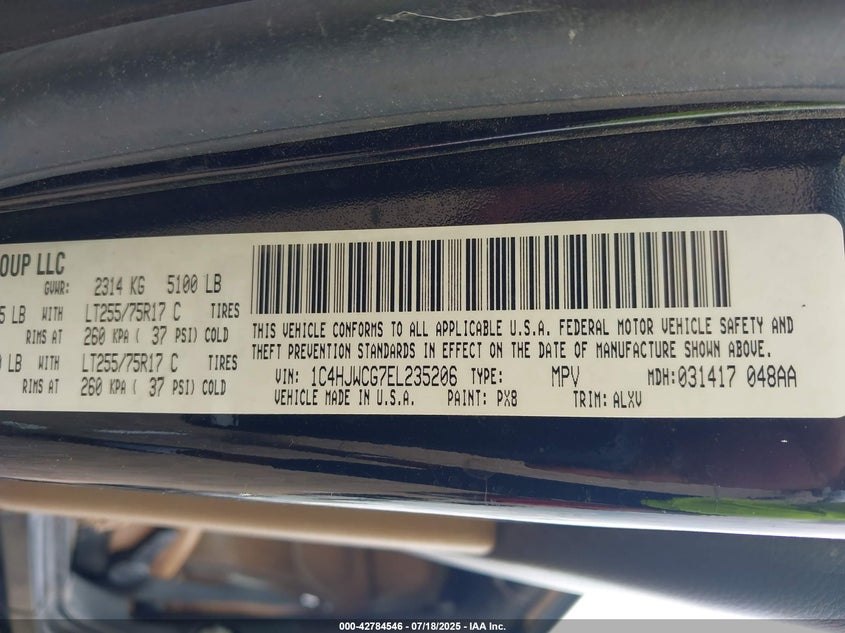 OUP LLC
GVWR: 2314 KG 5100 LB
5 LB WITH LT255/75R17 C TIRES
RIMS AT 260 KPA ( 37 PSI) COLD
LB WITH LT255/75R17 C TIRES
RIMS AT 260 KPA ( 37 PSI) COLD
THIS VEHICLE CONFORMS TO ALL APPLICABLE U.S.A. FEDERAL MOTOR VEHICLE SAFETY AND
THEFT PREVENTION STANDARDS IN EFFECT ON THE DATE OF MANUFACTURE SHOWN ABOVE.
VIN: 1C4HJWCG7EL235206 TYPE: MPV MDH:031417 048AA
VEHICLE MADE IN U.S.A. PAINT: PX8 TRIM: ALXV
000-42784546 - 07/18/2025 - IAA Inc.